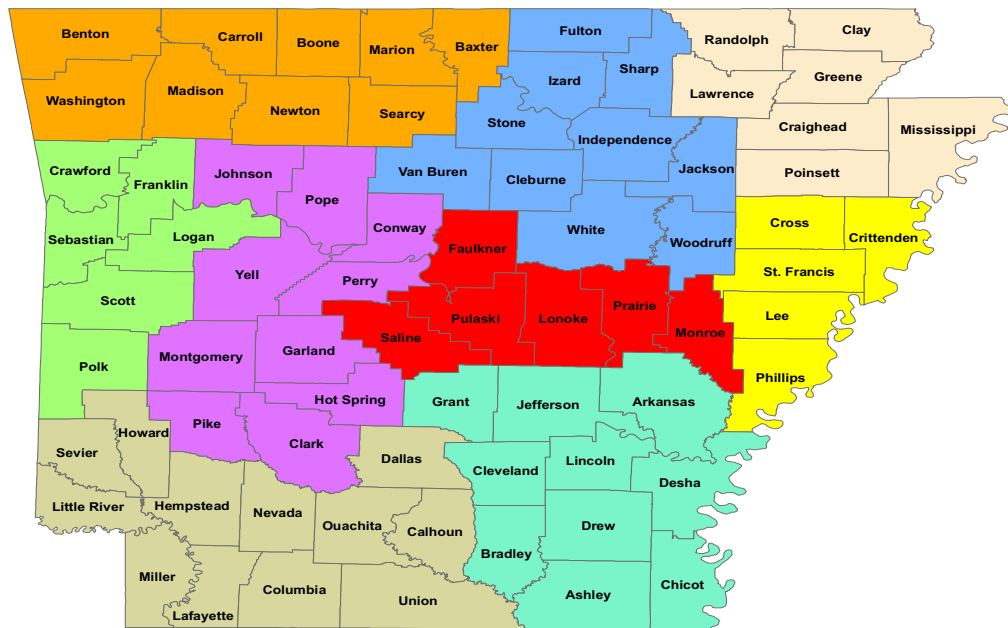 Benton
Carroll
Boone
Marion
Baxter
Fulton
Randolph
Clay
Washington
Madison
Newton
Searcy
Izard
Sharp
Lawrence
Greene
Stone
Independence
Craighead
Mississippi
Crawford
Franklin
Johnson
Pope
Van Buren
Cleburne
Jackson
Poinsett
Sebastian
Logan
Conway
Faulkner
White
Woodruff
Cross
Crittenden
Scott
Yell
Perry
St. Francis
Saline
Pulaski
Lonoke
Prairie
Monroe
Lee
Polk
Montgomery
Garland
Phillips
Hot Spring
Grant
Jefferson
Arkansas
Howard
Pike
Clark
Sevier
Dallas
Cleveland
Lincoln
Desha
Little River
Hempstead
Nevada
Ouachita
Calhoun
Drew
Bradley
Miller
Lafayette
Columbia
Union
Ashley
Chicot